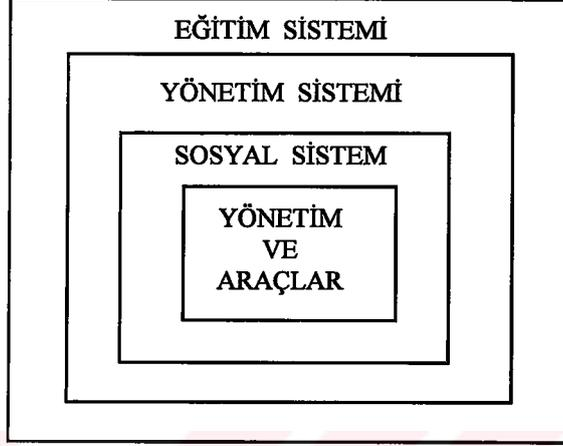 EĞİTİM SİSTEMİ
YÖNETİM SİSTEMİ
SOSYAL SİSTEM
YÖNETİM
VE
ARAÇLAR